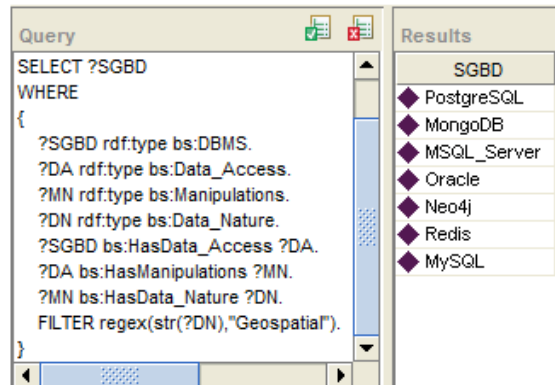 Query
SELECT ?SGBD
WHERE
{
?SGBD rdf:type bs:DBMS.
?DA rdf:type bs:Data_Access.
?MN rdf:type bs:Manipulations.
?DN rdf:type bs:Data_Nature.
?SGBD bs:HasData_Access ?DA.
?DA bs:HasManipulations ?MN.
?MN bs:HasData_Nature ?DN.
FILTER regex(str(?DN),"Geospatial").
}
Results
SGBD
PostgreSQL
MongoDB
MSQL_Server
Oracle
Neo4j
Redis
MySQL